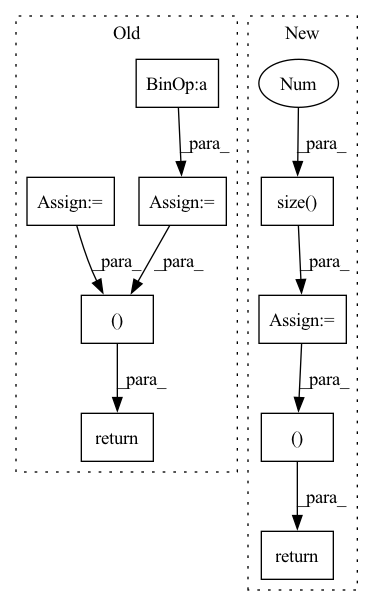 Old
New
BinOp:a
Num
_para_
_para_
Assign:=
Assign:=
size()
_para_
_para_
_para_
()
Assign:=
_para_
_para_
return
()
_para_
return